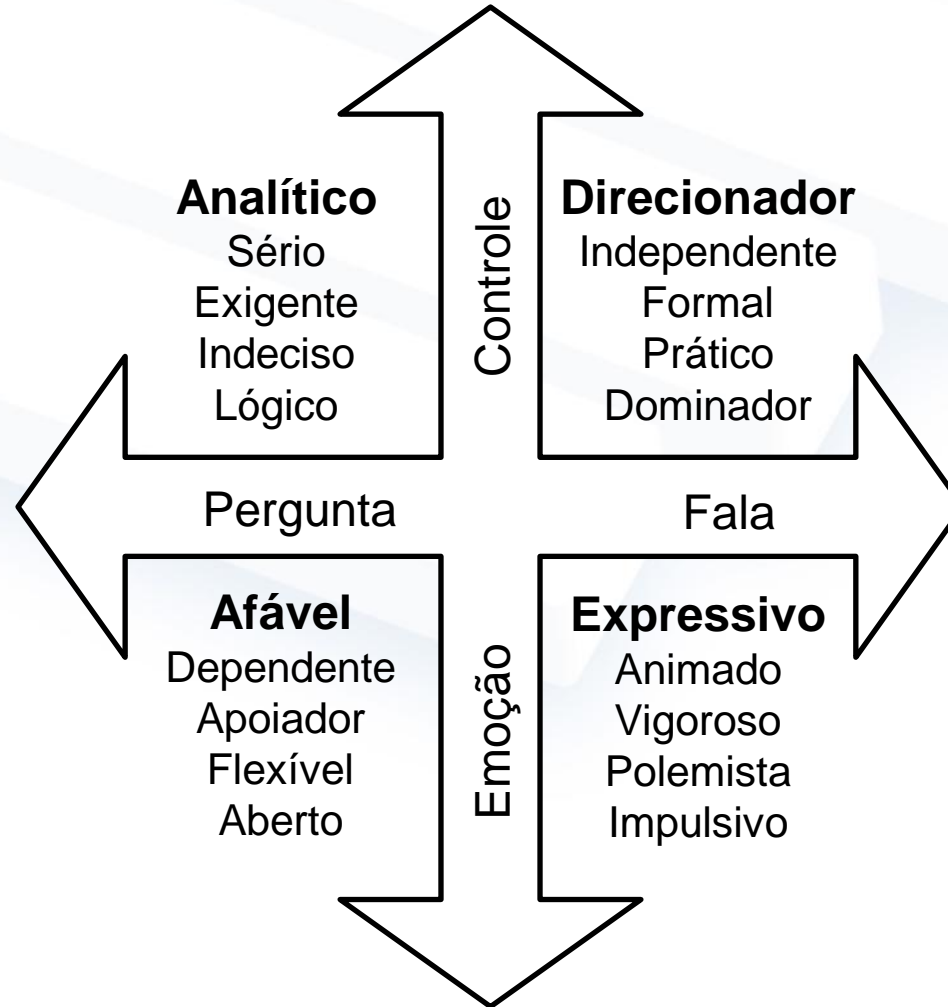 Analítico
Sério
Exigente
Indeciso
Lógico
Controle
Direcionador
Independente
Formal
Prático
Dominador
Pergunta
Fala
Afável
Dependente
Apoiador
Flexível
Aberto
Emoção
Expressivo
Animado
Vigoroso
Polemista
Impulsivo